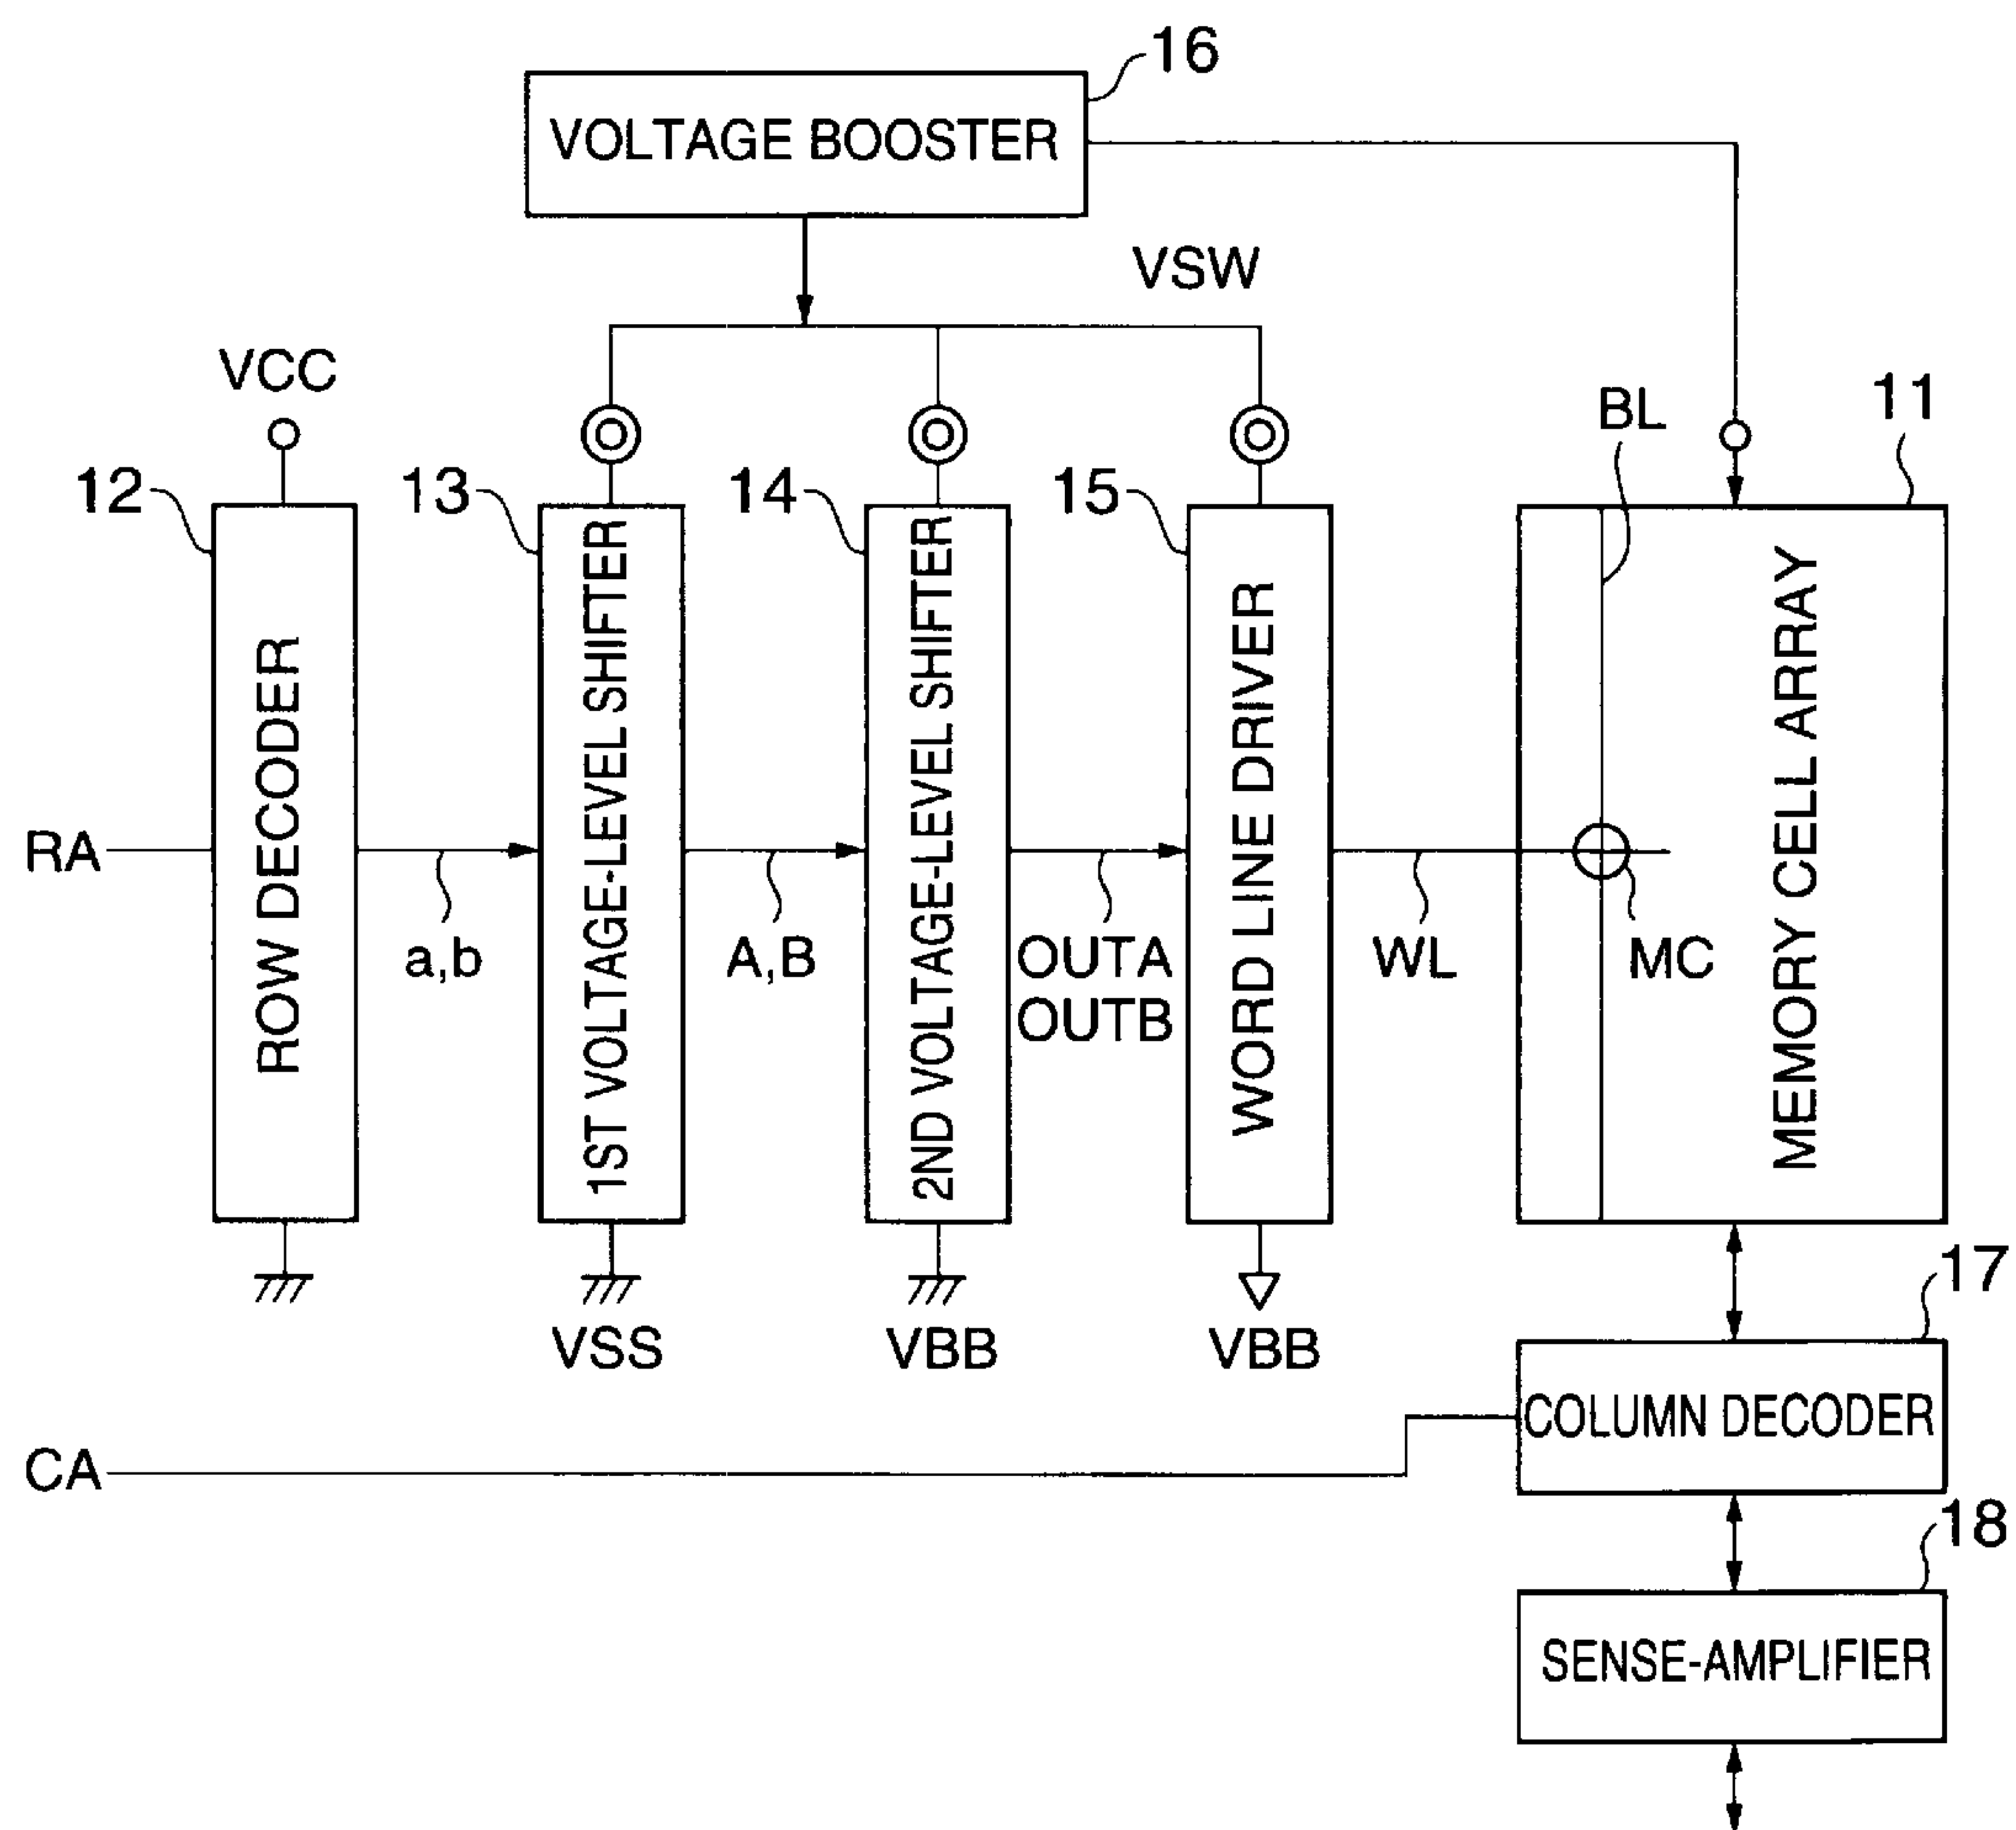 16
VOLTAGE BOOSTER
VSW
VCC
BL
11
12
13
14
15
ROW DECODER
1ST VOLTAGE-LEVEL SHIFTER
2ND VOLTAGE-LEVEL SHIFTER
WORD LINE DRIVER
MEMORY CELL ARRAY
RA
a,b
A,B
OUTA
OUTB
WL
MC
VSS
VBB
VBB
17
COLUMN DECODER
CA
18
SENSE-AMPLIFIER